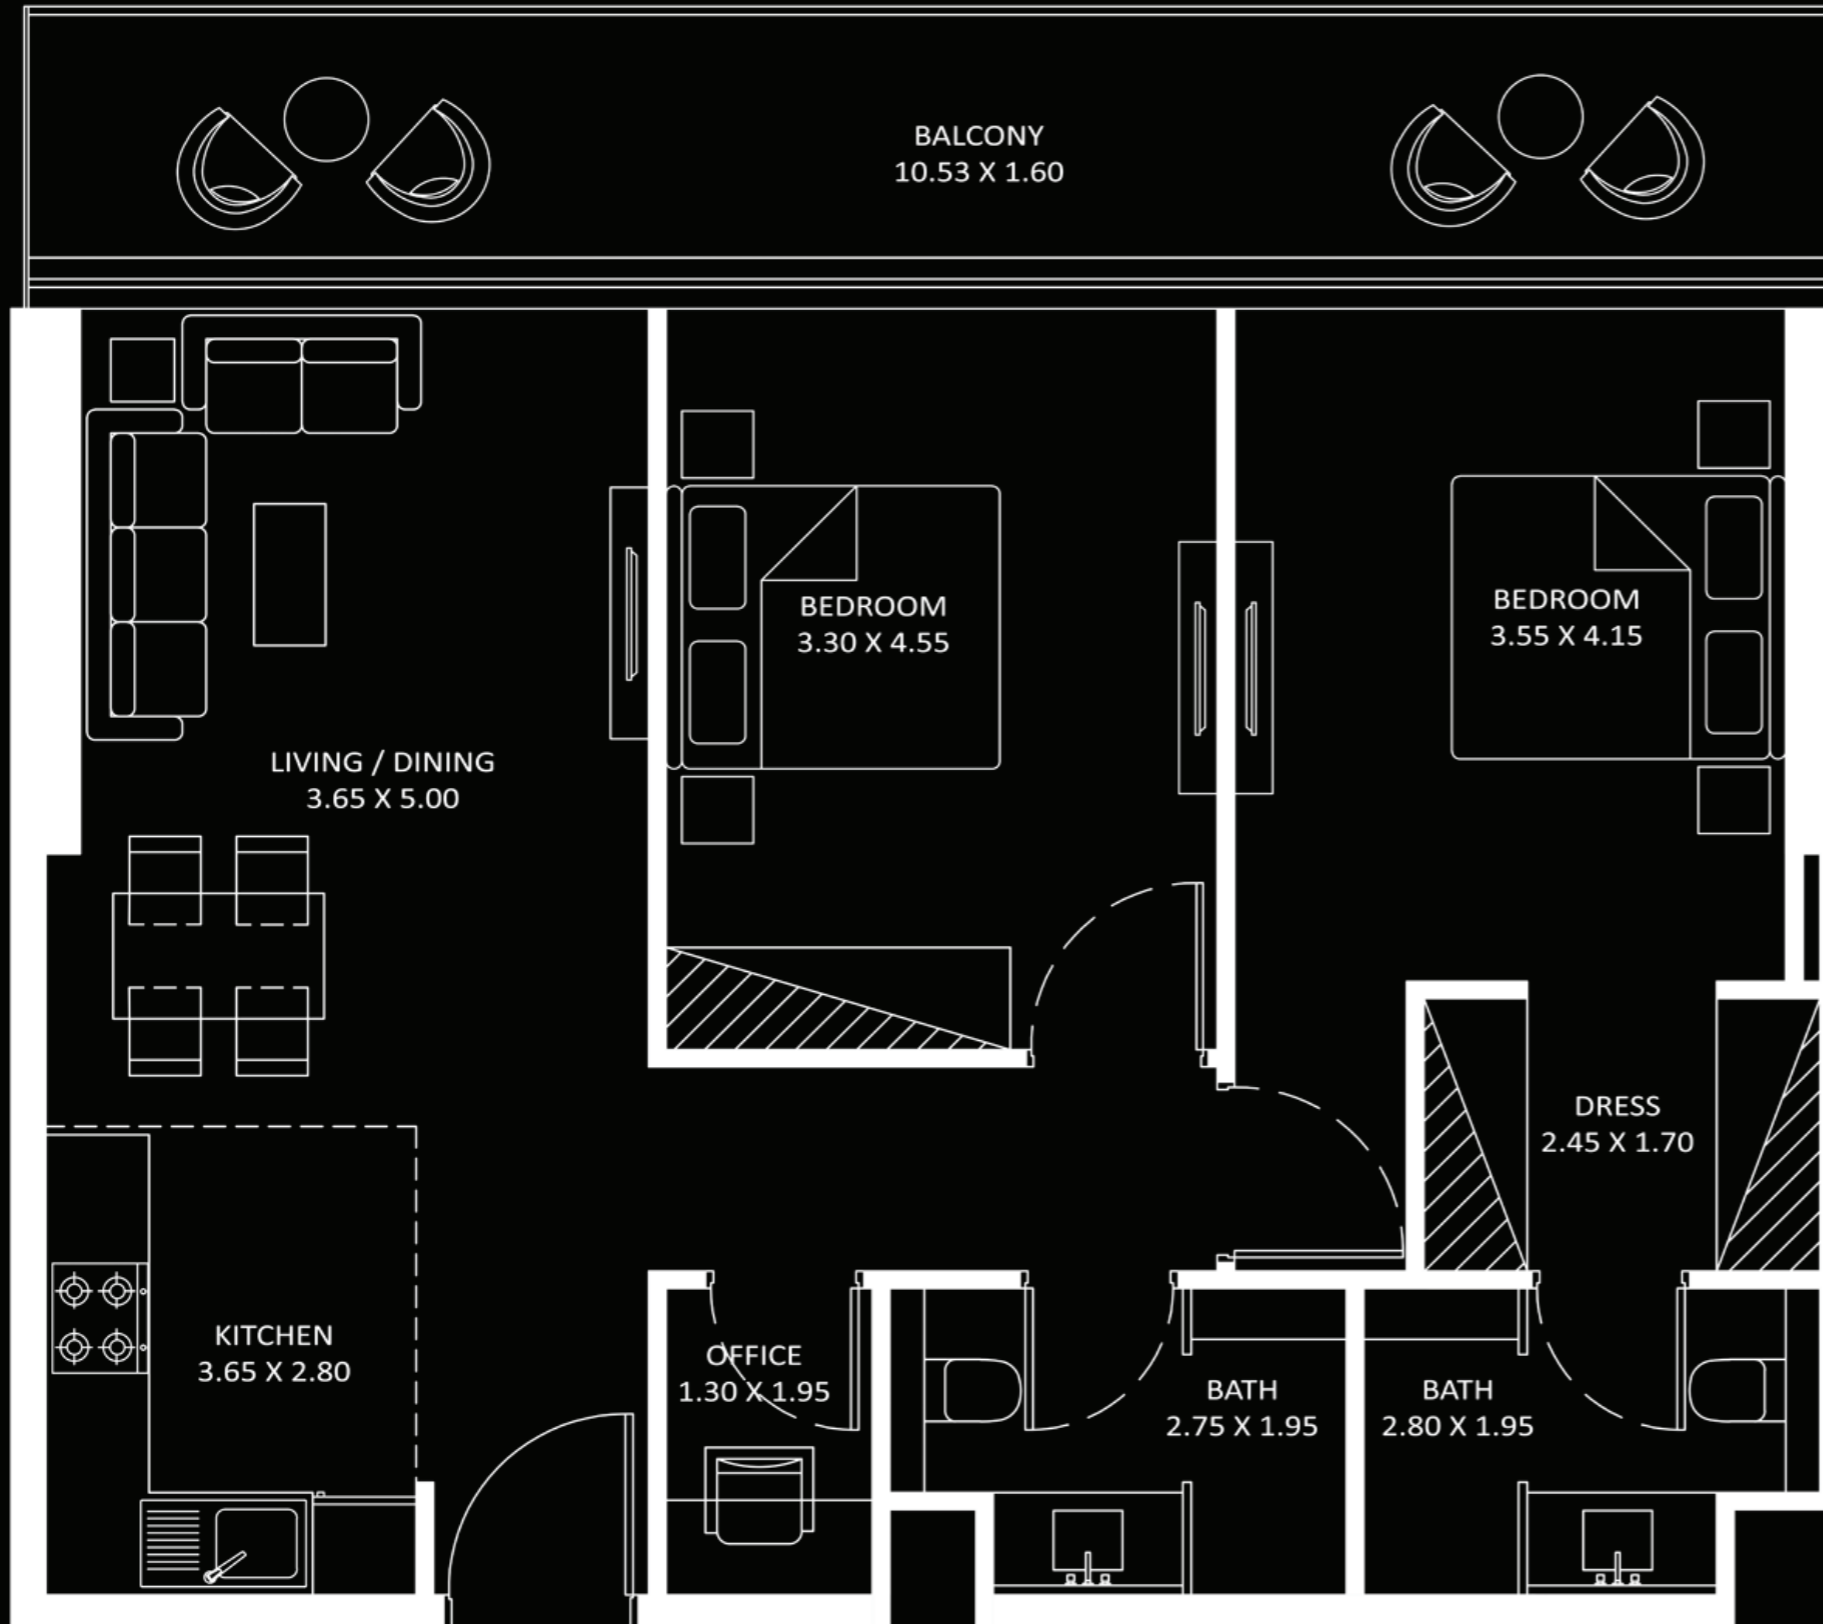 BALCONY
10.53 X 1.60
BEDROOM
3.30 X 4.55
BEDROOM
3.55 X 4.15
LIVING / DINING
3.65 X 5.00
DRESS
2.45 X 1.70
KITCHEN
3.65 X 2.80
OFFICE
1.30 X 1.95
BATH
2.75 X 1.95
BATH
2.80 X 1.95